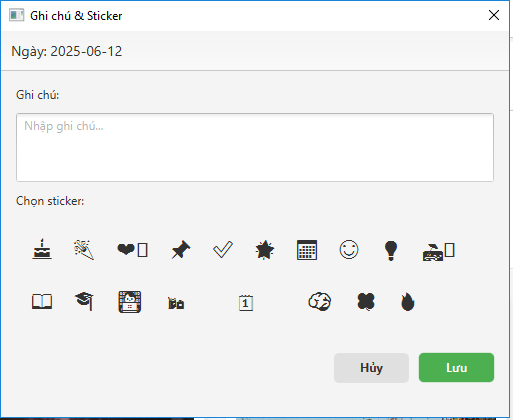 Ghi chú & Sticker
Ngày: 2025-06-12
Ghi chú:
Nhập ghi chú...
Chọn sticker:
Hủy
Lưu